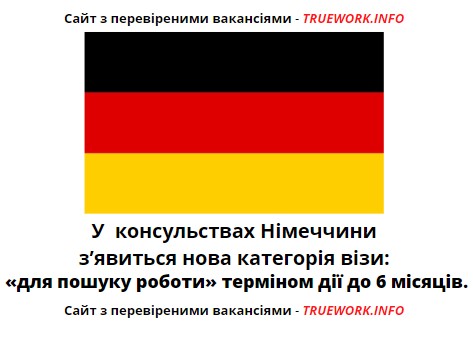 Сайт з перевіреними вакансіями - TRUEWORK.INFO
У консульствах Німеччини
з’явиться нова категорія візи:
«для пошуку роботи» терміном дії до 6 місяців.
Сайт з перевіреними вакансіями - TRUEWORK.INFO